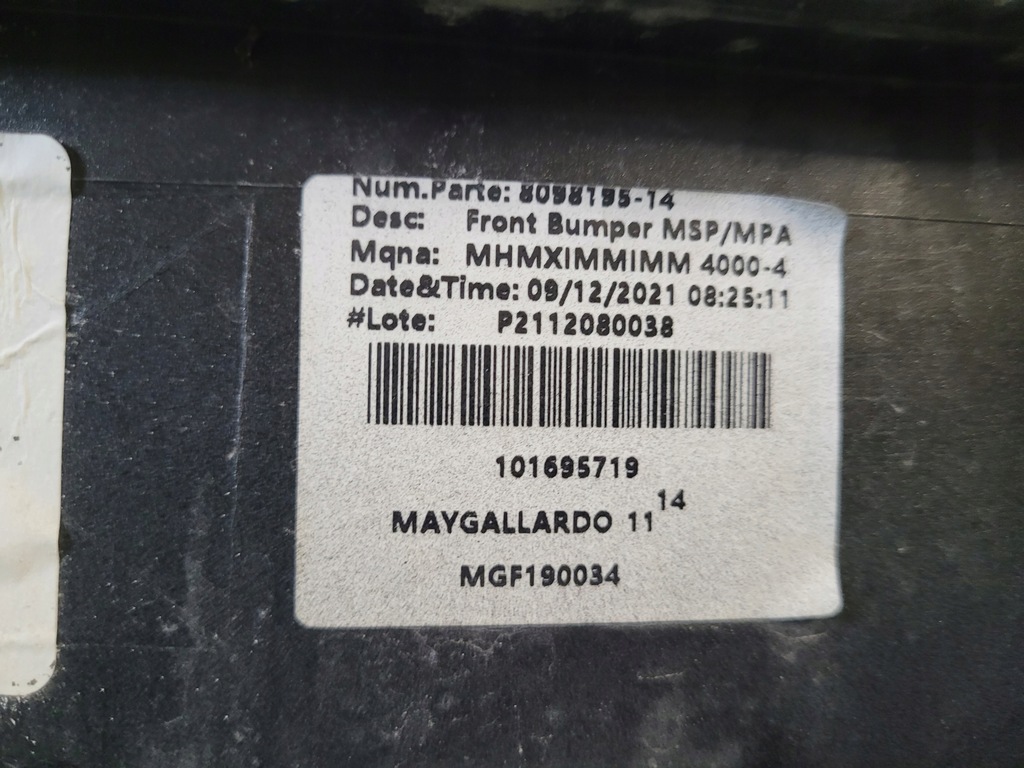 Num.Parte: 8098195-14
Desc: Front Bumper MSP/MPA
Mqna: MHMXIMMIMM 4000-4
Date&Time: 09/12/2021 08:25:11
#Lote: P2112080038
101695719
MAYGALLARDO 11 14
MGF190034